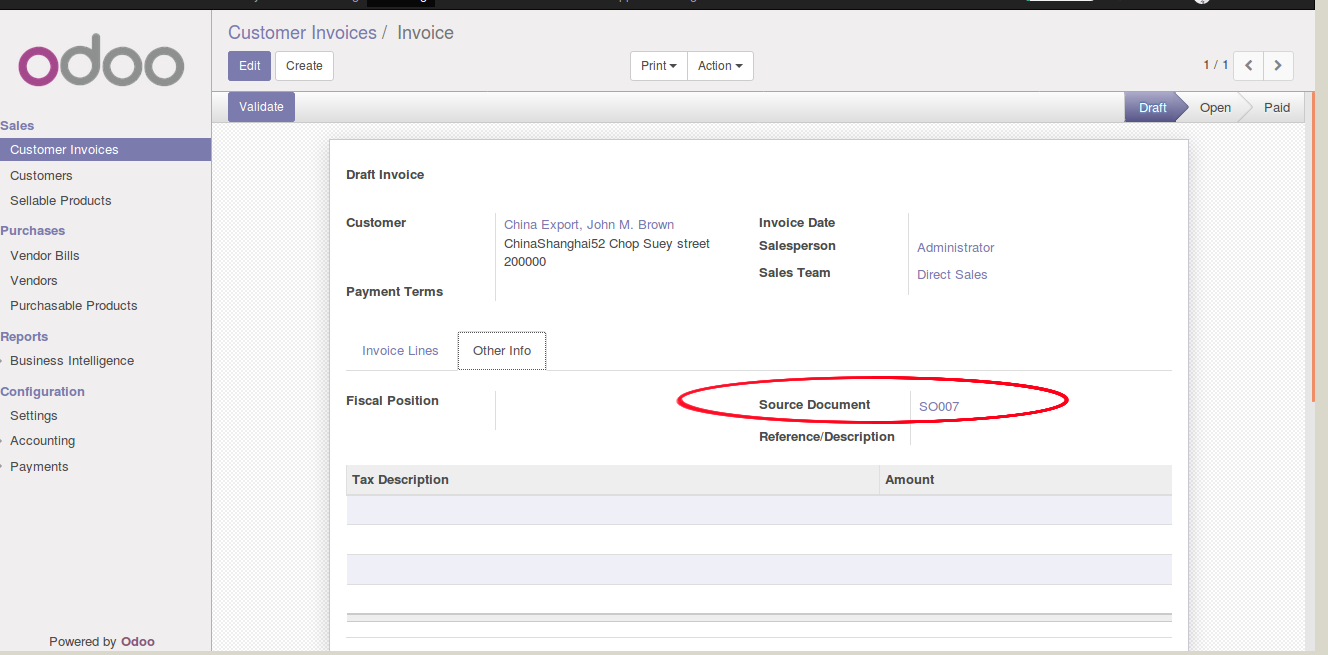 odoo
Sales
Customer Invoices
Customers
Sellable Products
Purchases
Vendor Bills
Vendors
Purchasable Products
Reports
Business Intelligence
Configuration
Settings
Accounting
Payments
Powered by Odoo
Customer Invoices / Invoice
Edit Create Print Action 1 / 1
Validate Draft Open Paid
Draft Invoice
Customer China Export, John M. Brown
ChinaShanghai52 Chop Suey street
200000
Payment Terms
Invoice Date
Salesperson Administrator
Sales Team Direct Sales
Invoice Lines Other Info
Fiscal Position
Source Document SO007
Reference/Description
Tax Description Amount